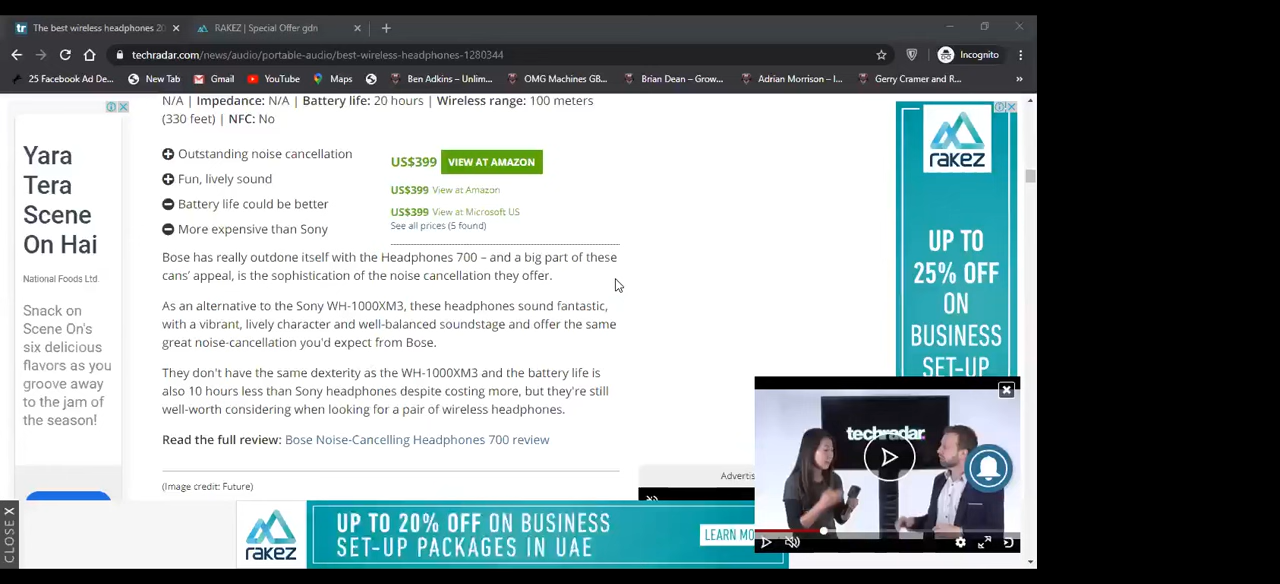 The best wireless headphones 20
RAKEZ | Special Offer gdn
techradar.com/news/audio/portable-audio/best-wireless-headphones-1280344
Incognito
25 Facebook Ad De...
New Tab
Gmail
YouTube
Maps
Ben Adkins – Unlim...
OMG Machines GB...
Brian Dean – Grow...
Adrian Morrison – I...
Gerry Cramer and R...
»
N/A | Impedance: N/A | Battery life: 20 hours | Wireless range: 100 meters
(330 feet) | NFC: No
Outstanding noise cancellation
Fun, lively sound
Battery life could be better
More expensive than Sony
US$399 VIEW AT AMAZON
US$399 View at Amazon
US$399 View at Microsoft US
See all prices (5 found)
Bose has really outdone itself with the Headphones 700 – and a big part of these
cans' appeal, is the sophistication of the noise cancellation they offer.
As an alternative to the Sony WH-1000XM3, these headphones sound fantastic,
with a vibrant, lively character and well-balanced soundstage and offer the same
great noise-cancellation you'd expect from Bose.
They don't have the same dexterity as the WH-1000XM3 and the battery life is
also 10 hours less than Sony headphones despite costing more, but they're still
well-worth considering when looking for a pair of wireless headphones.
Read the full review: Bose Noise-Cancelling Headphones 700 review
(Image credit: Future)
Yara
Tera
Scene
On Hai
National Foods Ltd.
Snack on
Scene On's
six delicious
flavors as you
groove away
to the jam of
the season!
rakez
UP TO
25% OFF
ON
BUSINESS
SET-UP
Advertis
techradar.
CLOSE X
rakez
UP TO 20% OFF ON BUSINESS
SET-UP PACKAGES IN UAE
LEARN MO